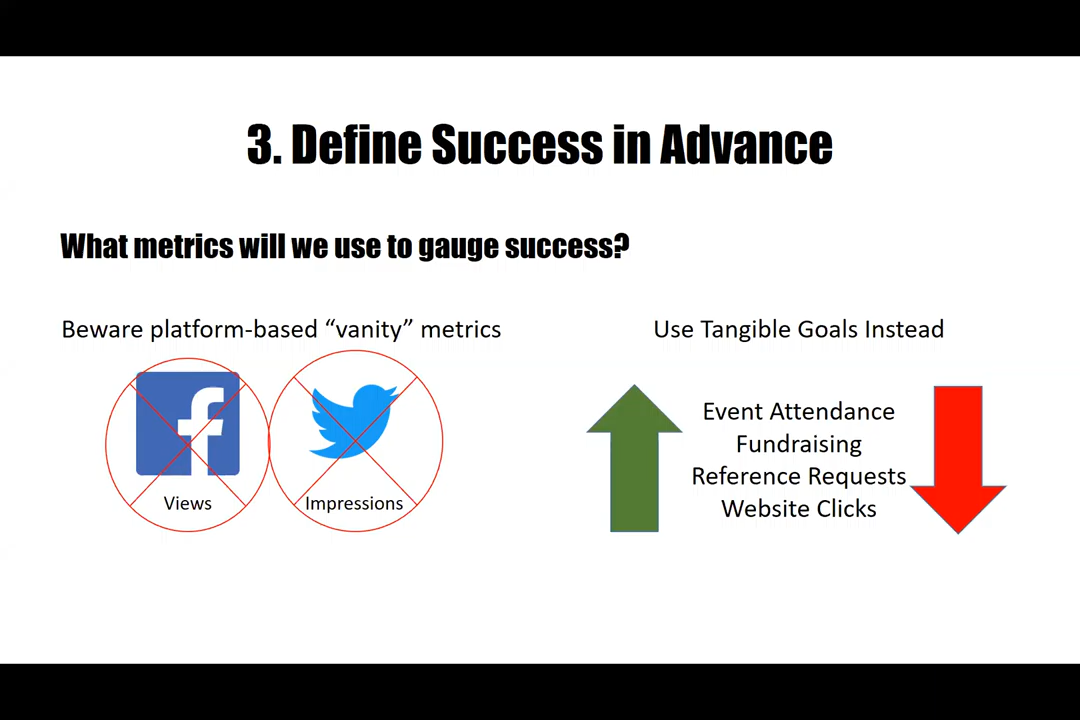 3. Define Success in Advance
What metrics will we use to gauge success?
Beware platform-based “vanity” metrics
Views
Impressions
Use Tangible Goals Instead
Event Attendance
Fundraising
Reference Requests
Website Clicks